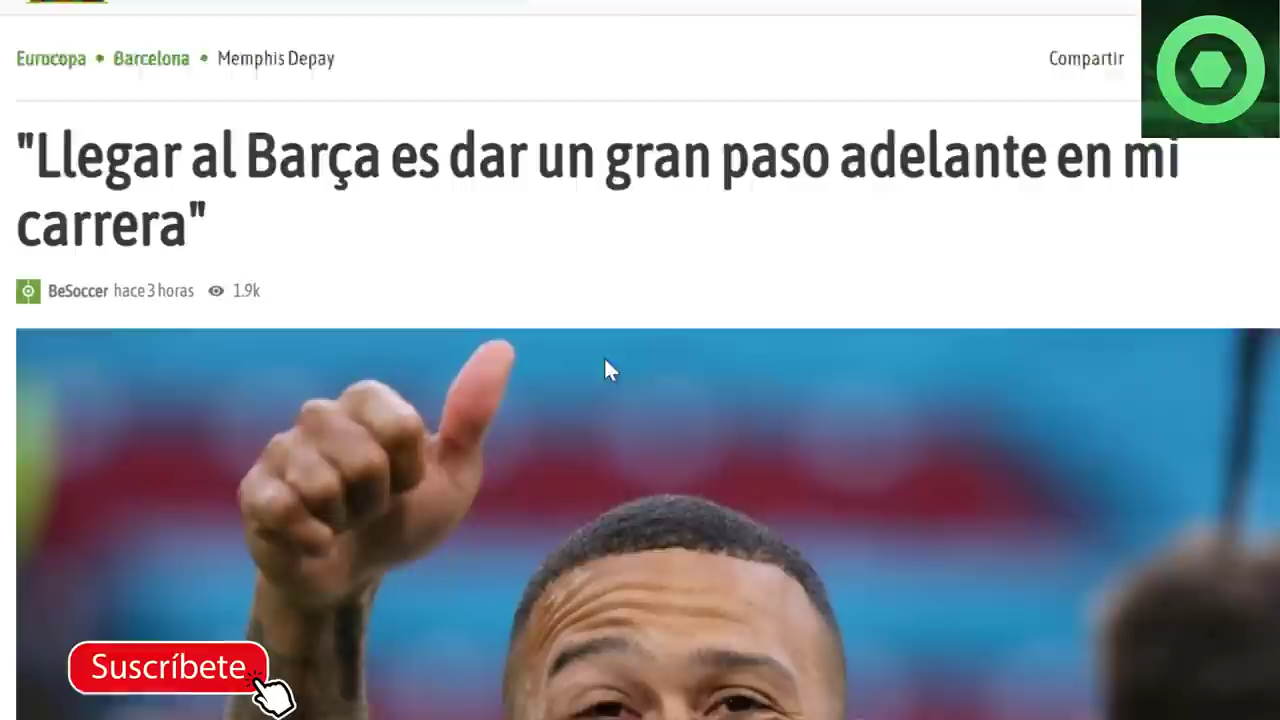 Eurocopa • Barcelona • Memphis Depay Compartir
"Llegar al Barça es dar un gran paso adelante en mi
carrera"
BeSoccer hace 3 horas 1.9k
Suscríbete